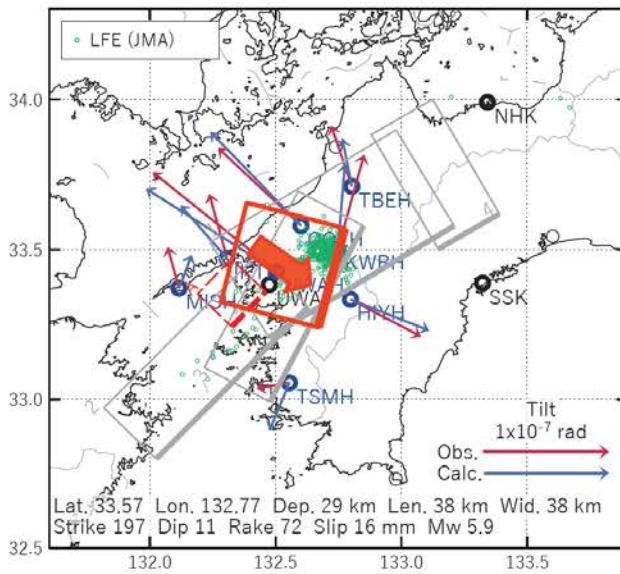 LFE (JMA)
34.0
NHK
TBEH
33.5
KWBH
UWA
MISH
HIYH
SSK
33.0
TSMH
Tilt
1x10⁻⁷ rad
Obs.
Calc.
Lat. 33.57 Lon. 132.77 Dep. 29 km Len. 38 km Wid. 38 km
Strike 197 Dip 11 Rake 72 Slip 16 mm Mw 5.9
32.5
132.0 132.5 133.0 133.5